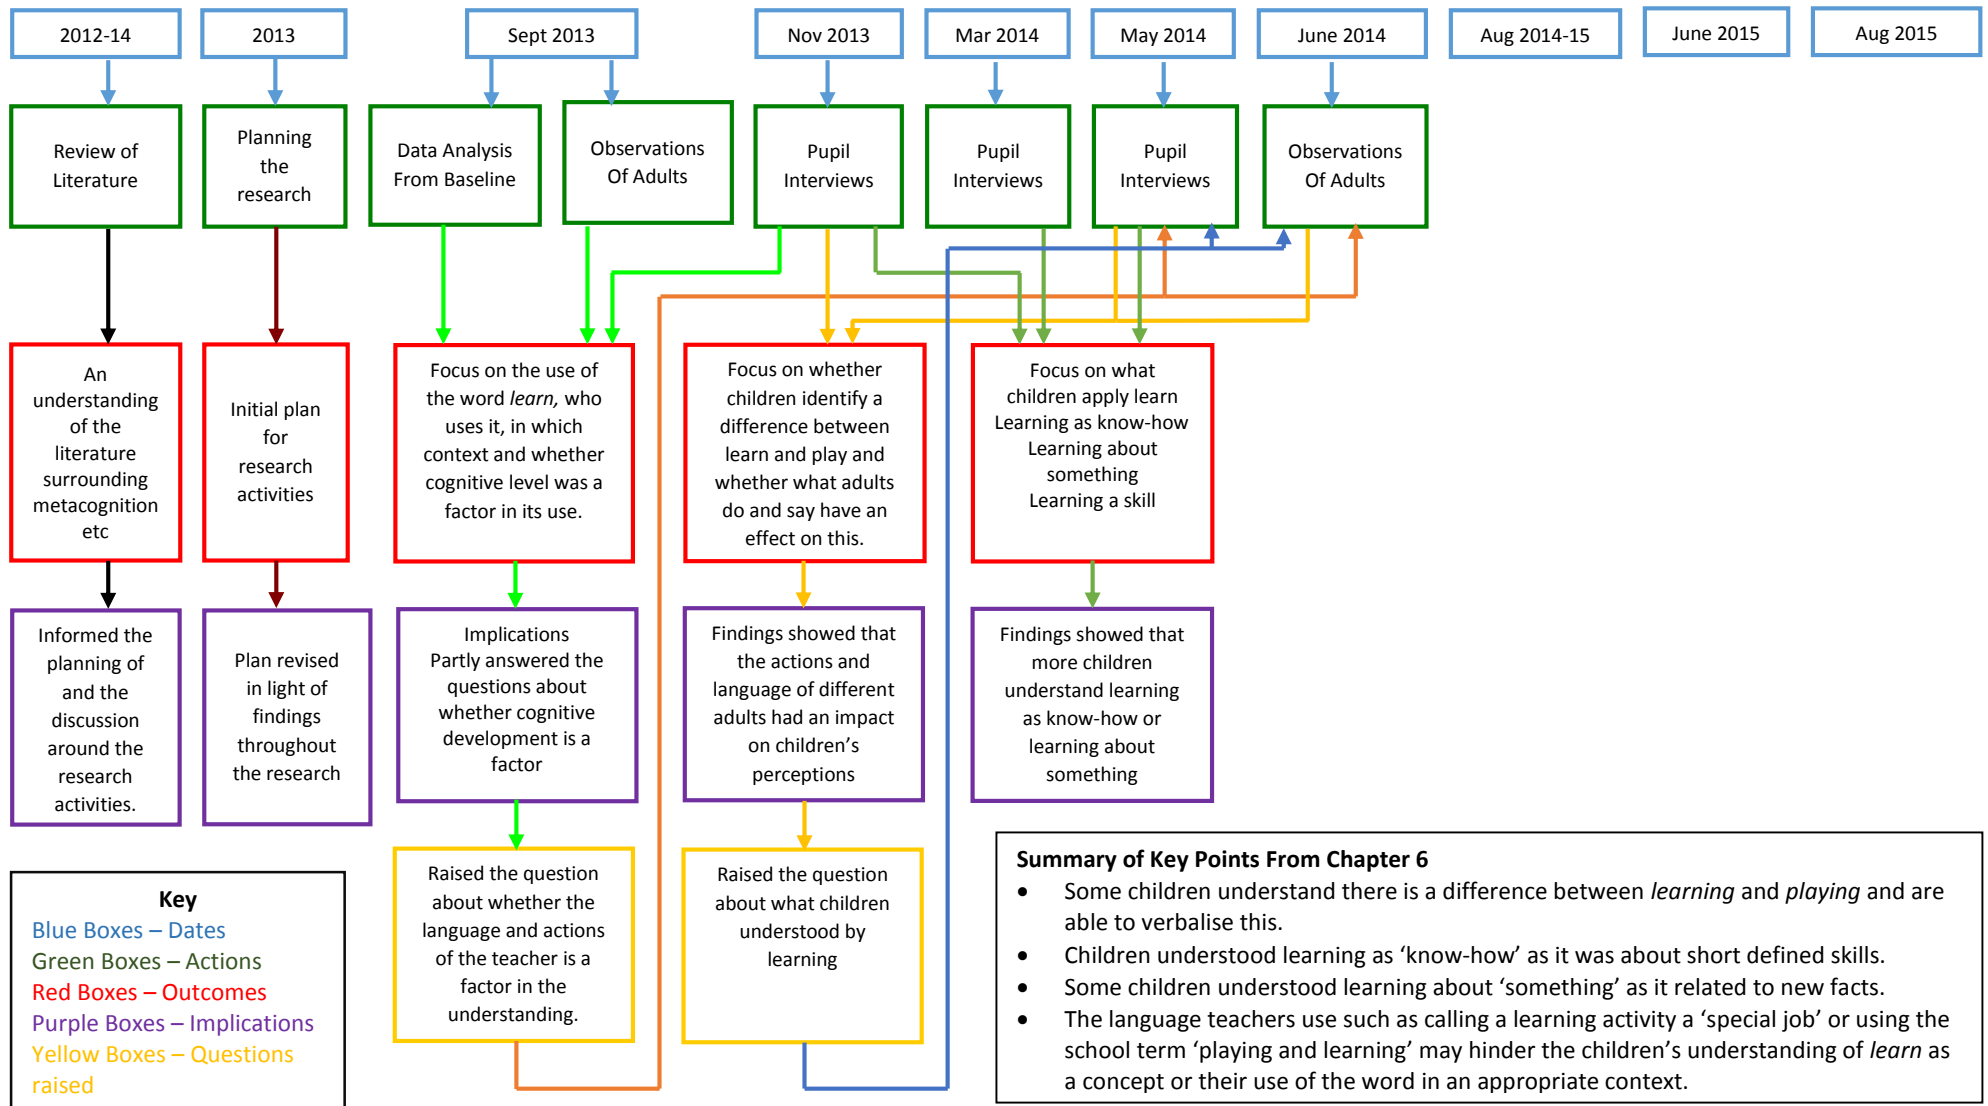 2012-14
2013
Sept 2013
Nov 2013
Mar 2014
May 2014
June 2014
Aug 2014-15
June 2015
Aug 2015
Review of
Literature
Planning
the
research
Data Analysis
From Baseline
Observations
Of Adults
Pupil
Interviews
Pupil
Interviews
Pupil
Interviews
Observations
Of Adults
An
understanding
of the
literature
surrounding
metacognition
etc
Initial plan
for
research
activities
Focus on the use of
the word learn, who
uses it, in which
context and whether
cognitive level was a
factor in its use.
Focus on whether
children identify a
difference between
learn and play and
whether what adults
do and say have an
effect on this.
Focus on what
children apply learn
Learning as know-how
Learning about
something
Learning a skill
Informed the
planning of
and the
discussion
around the
research
activities.
Plan revised
in light of
findings
throughout
the research
Implications
Partly answered the
questions about
whether cognitive
development is a
factor
Findings showed that
the actions and
language of different
adults had an impact
on children’s
perceptions
Findings showed that
more children
understand learning
as know-how or
learning about
something
Raised the question
about whether the
language and actions
of the teacher is a
factor in the
understanding.
Raised the question
about what children
understood by
learning
Key
Blue Boxes – Dates
Green Boxes – Actions
Red Boxes – Outcomes
Purple Boxes – Implications
Yellow Boxes – Questions
raised
Summary of Key Points From Chapter 6
• Some children understand there is a difference between learning and playing and are
able to verbalise this.
• Children understood learning as ‘know-how’ as it was about short defined skills.
• Some children understood learning about ‘something’ as it related to new facts.
• The language teachers use such as calling a learning activity a ‘special job’ or using the
school term ‘playing and learning’ may hinder the children’s understanding of learn as
a concept or their use of the word in an appropriate context.